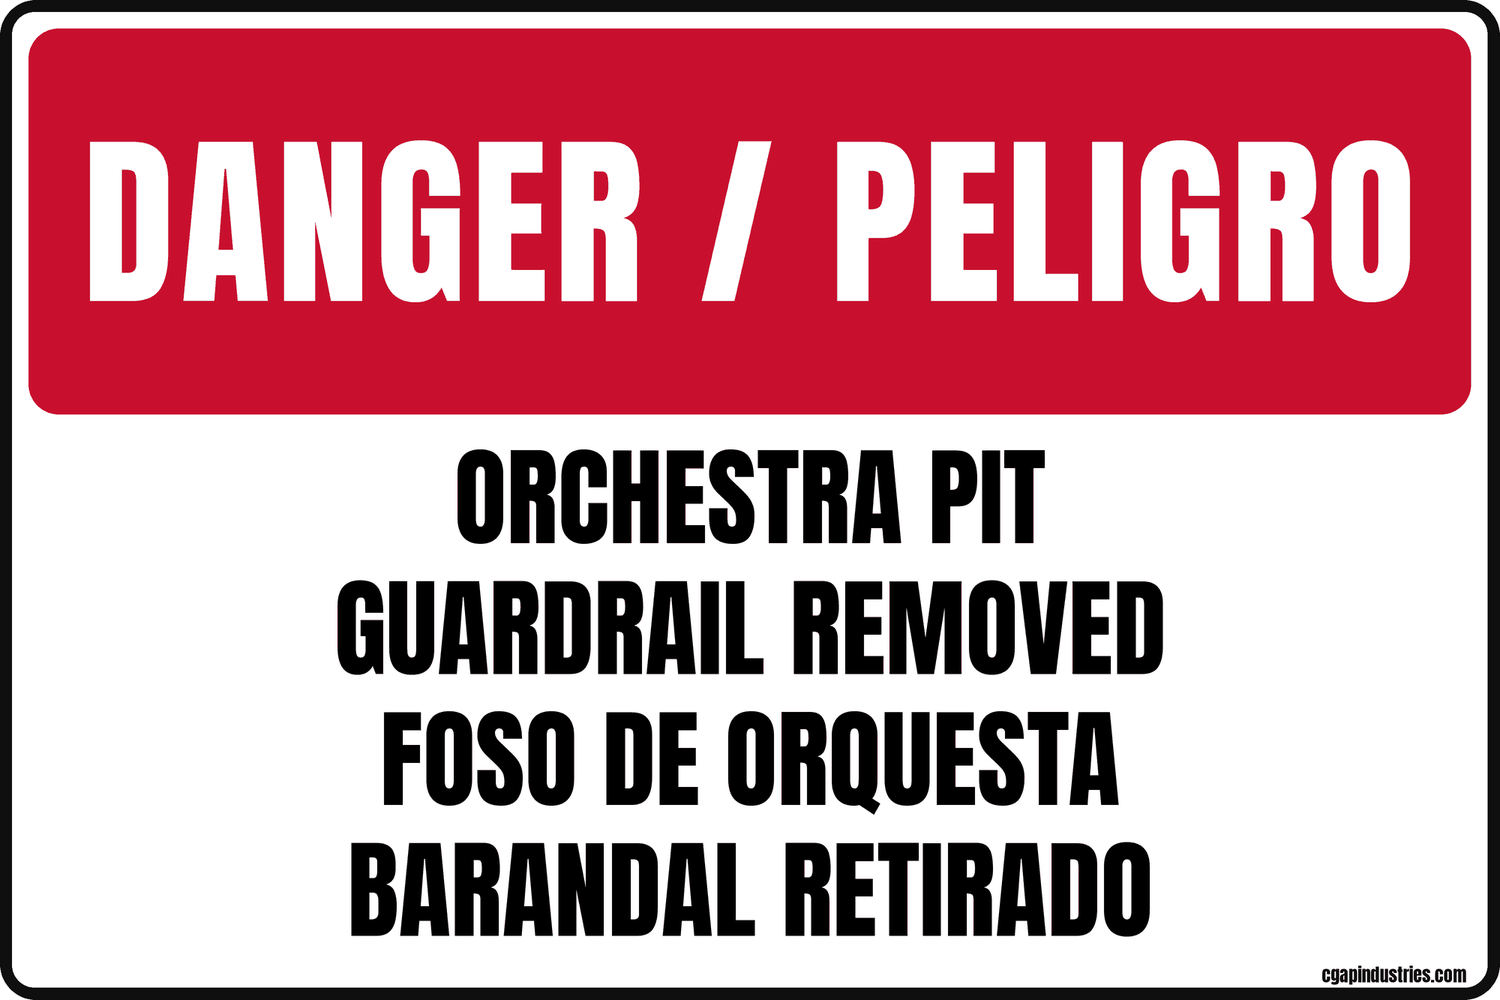 DANGER / PELIGRO
ORCHESTRA PIT
GUARDRAIL REMOVED
FOSO DE ORQUESTA
BARANDAL RETIRADO
cgapindustries.com